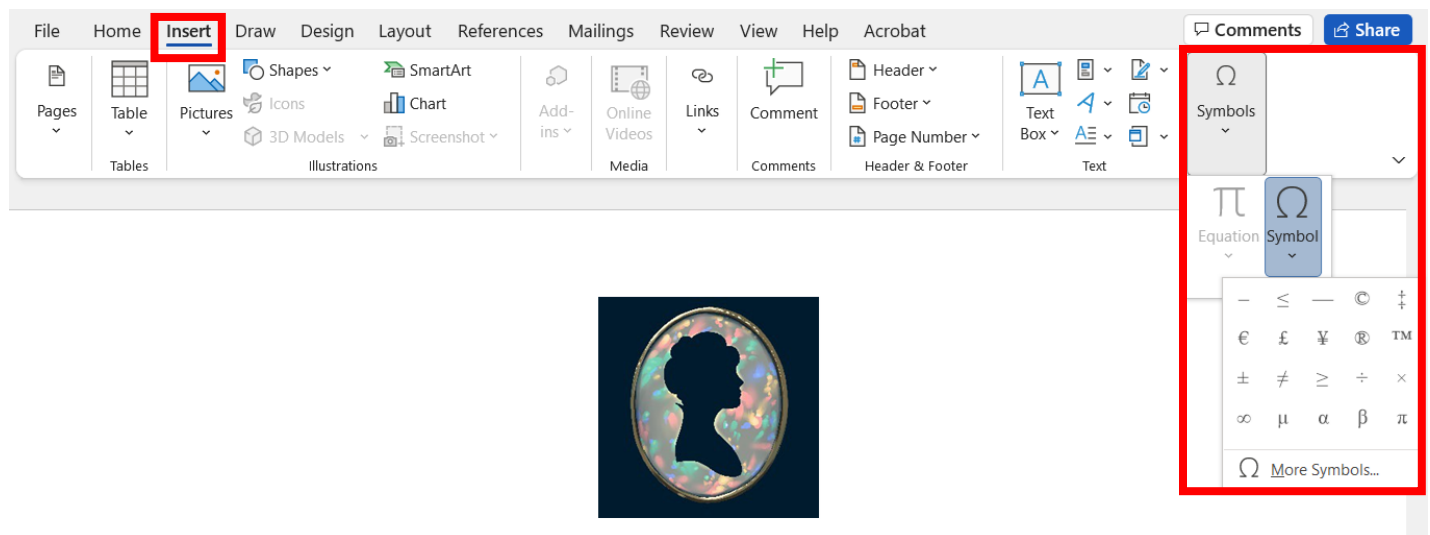 File Home Insert Draw Design Layout References Mailings Review View Help Acrobat Comments Share
Pages Table Pictures Shapes SmartArt Add- Online Links Comment Header Text Symbols
Icons Chart ins Videos Footer Box
3D Models Screenshot Page Number
Tables Illustrations Media Comments Header & Footer Text
Equation Symbol
− ≤ — © ‡
€ £ ¥ ® ™
± ≠ ≥ ÷ ×
∞ µ α β π
Ω More Symbols...